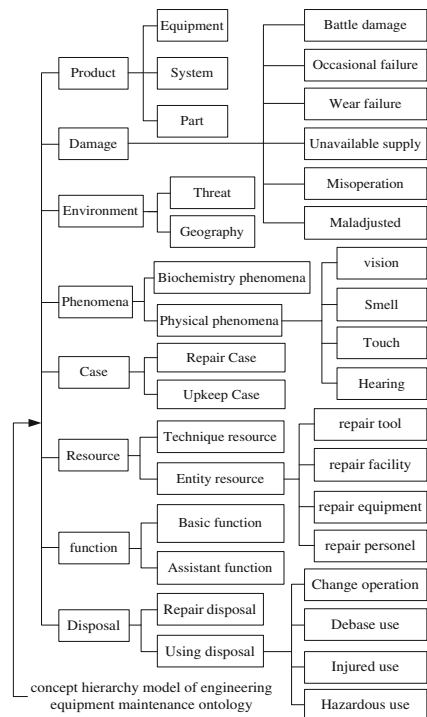 Equipment
Battle damage
Product
System
Occasional failure
Part
Wear failure
Damage
Unavailable supply
Threat
Misoperation
Environment
Geography
Maladjusted
Biochemistry phenomena
vision
Phenomena
Physical phenomena
Smell
Touch
Repair Case
Case
Hearing
Upkeep Case
Technique resource
repair tool
Resource
Entity resource
repair facility
Basic function
repair equipment
function
Assistant function
repair personel
Repair disposal
Change operation
Disposal
Using disposal
Debase use
Injured use
Hazardous use
concept hierarchy model of engineering
equipment maintenance ontology